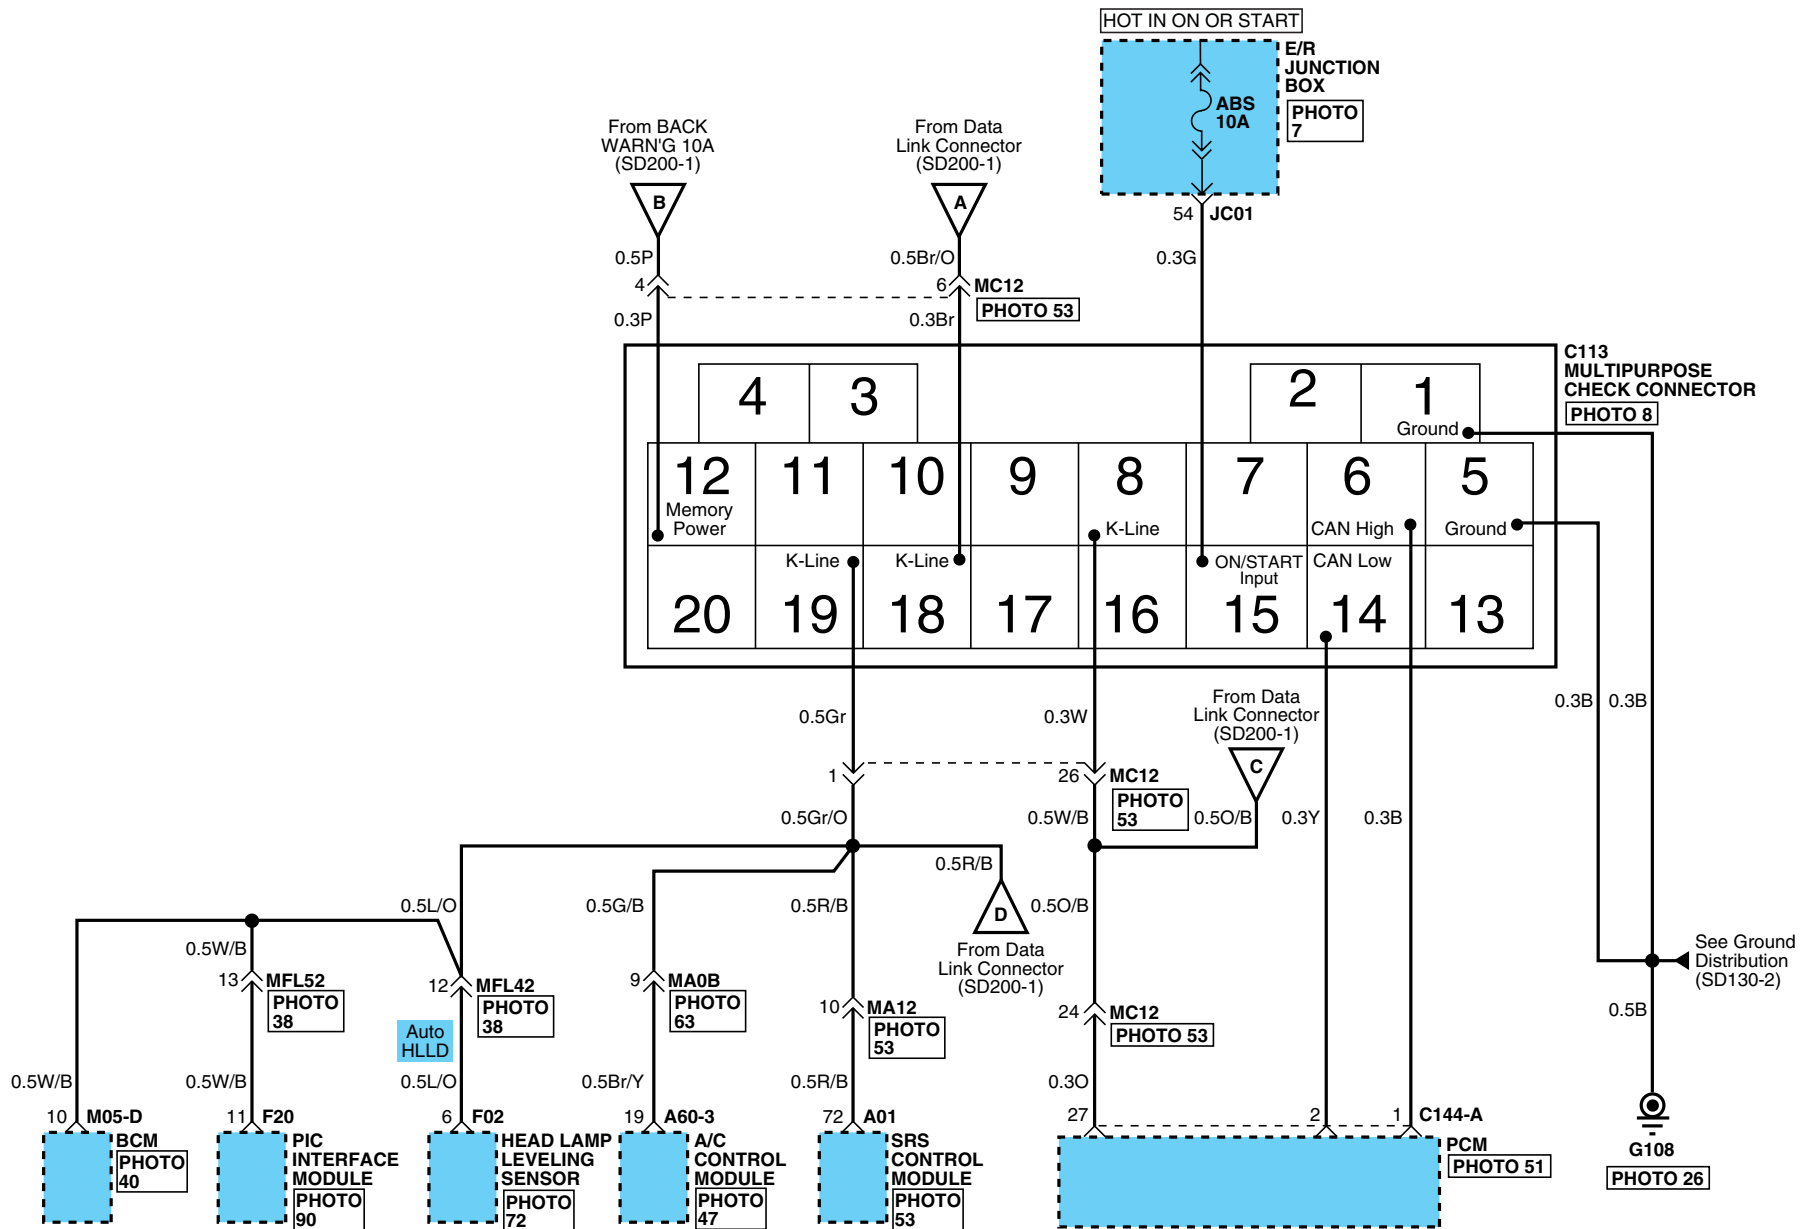 HOT IN ON OR START
E/R
JUNCTION
BOX
PHOTO
7
ABS
10A
From BACK
WARN'G 10A
(SD200-1)
From Data
Link Connector
(SD200-1)
B
A
54 JC01
0.5P
0.5Br/O
0.3G
4
6 MC12
PHOTO 53
0.3P
0.3Br
C113
MULTIPURPOSE
CHECK CONNECTOR
PHOTO 8
4 3 2 1
Ground
12 11 10 9 8 7 6 5
Memory
Power
K-Line
CAN High
Ground
K-Line
K-Line
ON/START
Input
CAN Low
20 19 18 17 16 15 14 13
0.5Gr
0.3W
From Data
Link Connector
(SD200-1)
0.3B
0.3B
C
1
26 MC12
PHOTO
53
0.5Gr/O
0.5W/B
0.5O/B
0.3Y
0.3B
0.5R/B
0.5L/O
0.5G/B
0.5R/B
D
0.5O/B
From Data
Link Connector
(SD200-1)
0.5W/B
See Ground
Distribution
(SD130-2)
13 MFL52
PHOTO
38
12 MFL42
PHOTO
38
9 MA0B
PHOTO
63
10 MA12
PHOTO
53
24 MC12
PHOTO 53
0.5B
Auto
HLLD
0.5W/B
0.5W/B
0.5L/O
0.5Br/Y
0.5R/B
0.3O
10 M05-D
11 F20
6 F02
19 A60-3
72 A01
27
2
1 C144-A
BCM
PHOTO
40
PIC
INTERFACE
MODULE
PHOTO
90
HEAD LAMP
LEVELING
SENSOR
PHOTO
72
A/C
CONTROL
MODULE
PHOTO
47
SRS
CONTROL
MODULE
PHOTO
53
PCM
PHOTO 51
G108
PHOTO 26